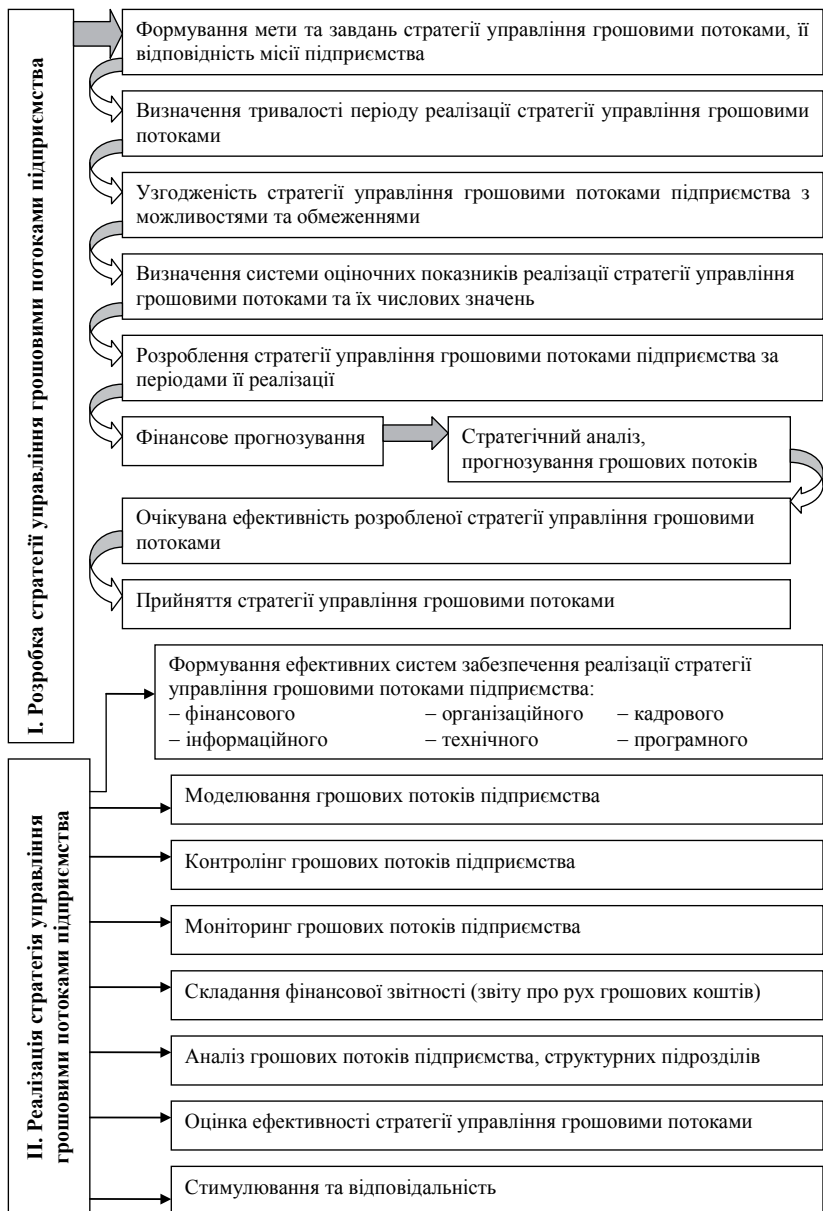 І. Розробка стратегії управління грошовими потоками підприємства
Формування мети та завдань стратегії управління грошовими потоками, її
відповідність місії підприємства
Визначення тривалості періоду реалізації стратегії управління грошовими
потоками
Узгодженість стратегії управління грошовими потоками підприємства з
можливостями та обмеженнями
Визначення системи оціночних показників реалізації стратегії управління
грошовими потоками та їх числових значень
Розроблення стратегії управління грошовими потоками підприємства за
періодами її реалізації
Фінансове прогнозування
Стратегічний аналіз,
прогнозування грошових потоків
Очікувана ефективність розробленої стратегії управління грошовими
потоками
Прийняття стратегії управління грошовими потоками
ІІ. Реалізація стратегія управління
грошовими потоками підприємства
Формування ефективних систем забезпечення реалізації стратегії
управління грошовими потоками підприємства:
– фінансового – організаційного – кадрового
– інформаційного – технічного – програмного
Моделювання грошових потоків підприємства
Контролінг грошових потоків підприємства
Моніторинг грошових потоків підприємства
Складання фінансової звітності (звіту про рух грошових коштів)
Аналіз грошових потоків підприємства, структурних підрозділів
Оцінка ефективності стратегії управління грошовими потоками
Стимулювання та відповідальність